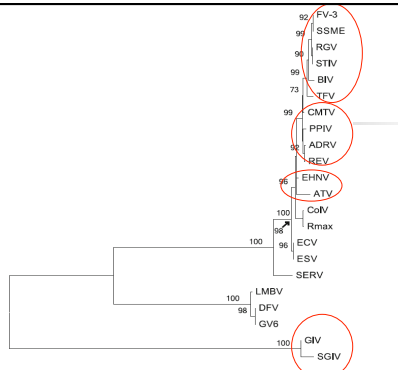 92 FV-3
99 SSME
RGV
90 STIV
BIV
99
TFV
73
99 CMTV
PPIV
ADRV
92 REV
EHNV
96
ATV
100 ColV
98 Rmax
96 ECV
100
ESV
SERV
LMBV
100
98 DFV
GV6
100 GIV
SGIV